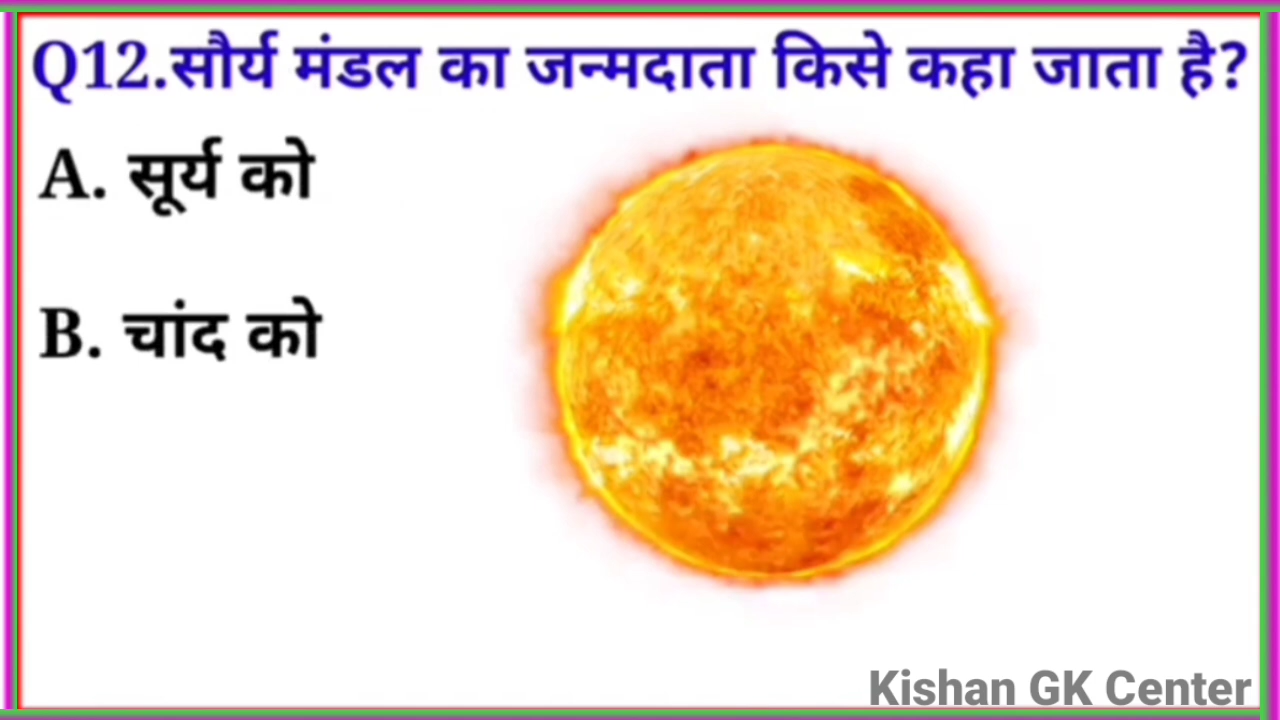 Q12.सौर्य मंडल का जन्मदाता किसे कहा जाता है?
A. सूर्य को
B. चांद को
Kishan GK Center